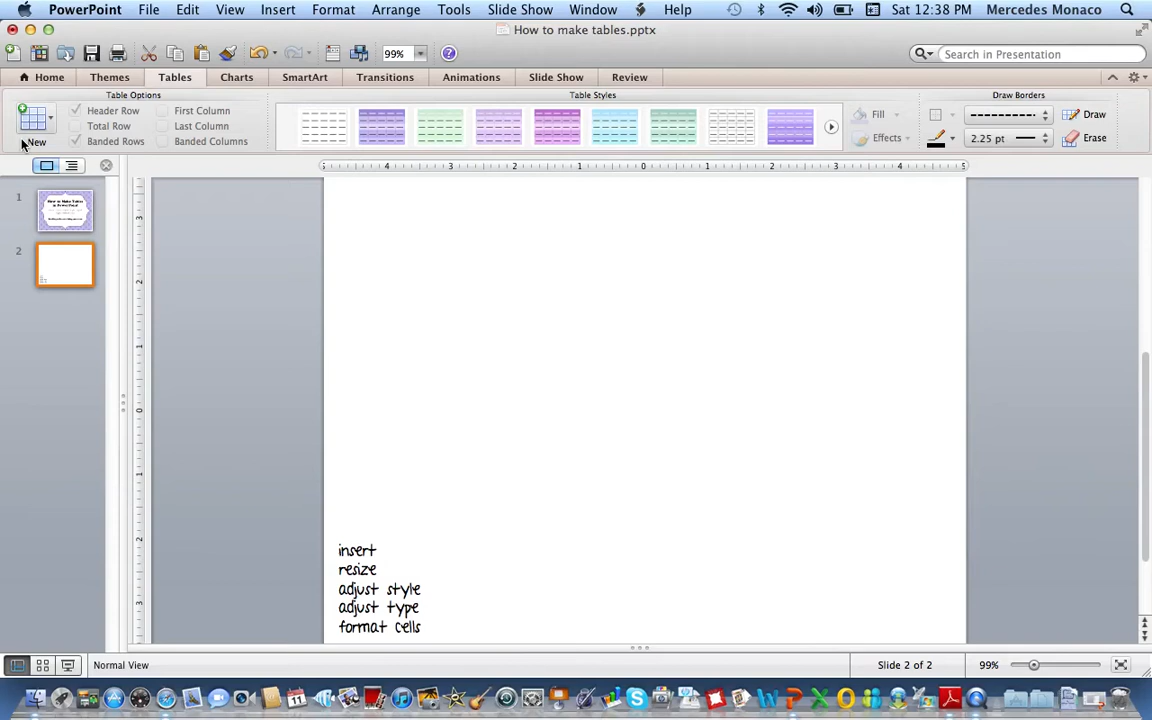 PowerPoint File Edit View Insert Format Arrange Tools Slide Show Window Help Sat 12:38 PM Mercedes Monaco
How to make tables.pptx
99% Search in Presentation
Home Themes Tables Charts SmartArt Transitions Animations Slide Show Review
Table Options Table Styles Draw Borders
Header Row First Column Fill Draw
Total Row Last Column
New Banded Rows Banded Columns Effects 2.25 pt Erase
1
2
insert
resize
adjust style
adjust type
format cells
Normal View Slide 2 of 2 99%